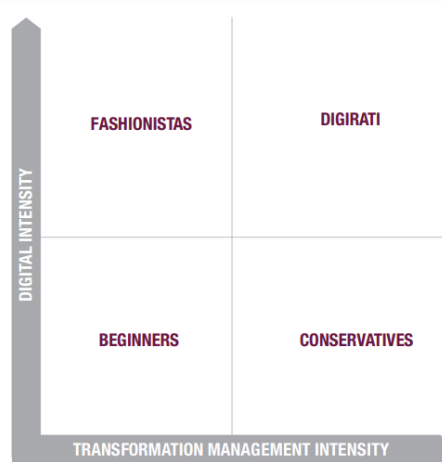 FASHIONISTAS
DIGIRATI
DIGITAL INTENSITY
BEGINNERS
CONSERVATIVES
TRANSFORMATION MANAGEMENT INTENSITY